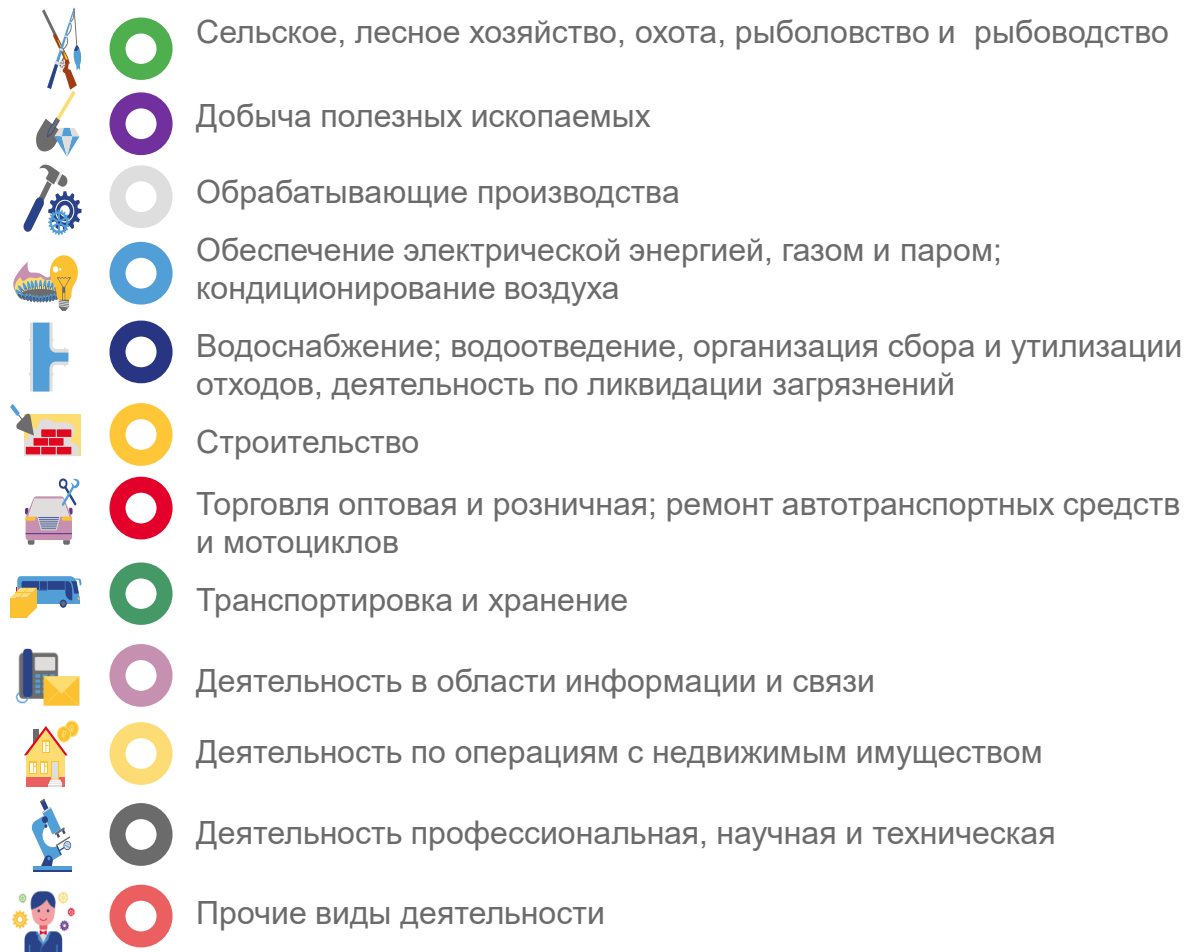 Сельское, лесное хозяйство, охота, рыболовство и рыбоводство
Добыча полезных ископаемых
Обрабатывающие производства
Обеспечение электрической энергией, газом и паром;
кондиционирование воздуха
Водоснабжение; водоотведение, организация сбора и утилизации
отходов, деятельность по ликвидации загрязнений
Строительство
Торговля оптовая и розничная; ремонт автотранспортных средств
и мотоциклов
Транспортировка и хранение
Деятельность в области информации и связи
Деятельность по операциям с недвижимым имуществом
Деятельность профессиональная, научная и техническая
Прочие виды деятельности